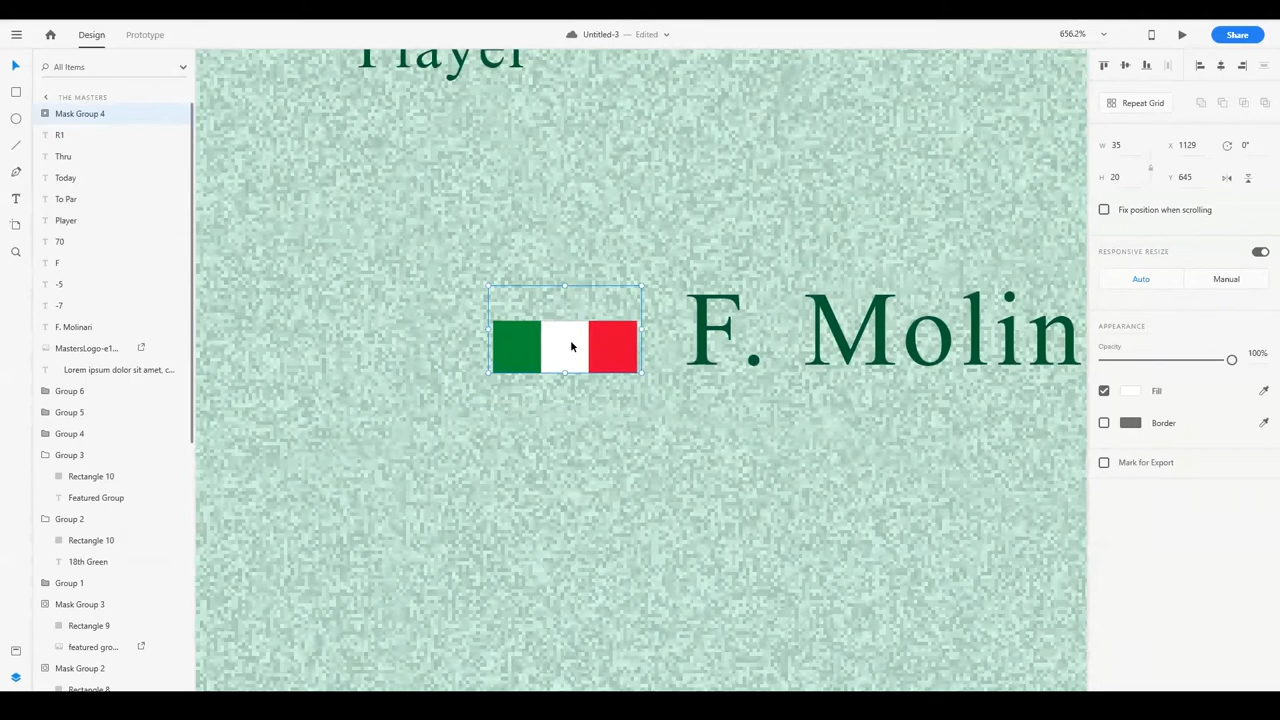 Design
Prototype
Untitled-3 – Edited
656.2%
Share
All Items
THE MASTERS
Mask Group 4
R1
Thru
Today
To Par
Player
70
F
-5
-7
F. Molinari
MastersLogo-e1...
Lorem ipsum dolor sit amet, c...
Group 6
Group 5
Group 4
Group 3
Rectangle 10
Featured Group
Group 2
Rectangle 10
18th Green
Group 1
Mask Group 3
Rectangle 9
featured gro...
Mask Group 2
Rectangle 8
Player
F. Molin
Repeat Grid
W 35 X 1129 0°
H 20 Y 645
Fix position when scrolling
RESPONSIVE RESIZE
Auto
Manual
APPEARANCE
Opacity
100%
Fill
Border
Mark for Export